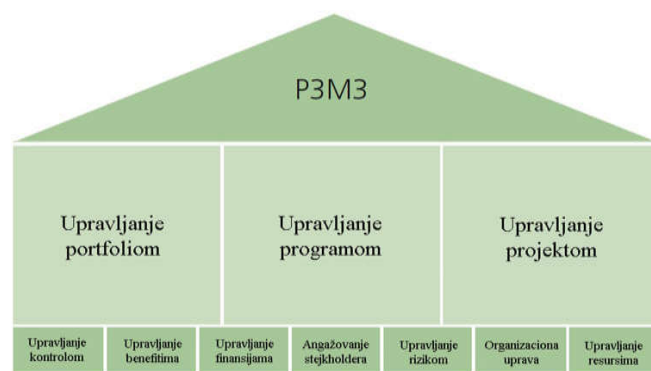 P3M3
Upravljanje
portfoliom
Upravljanje
programom
Upravljanje
projektom
Upravljanje
kontrolom
Upravljanje
benefitima
Upravljanje
finansijama
Angažovanje
stejkholdera
Upravljanje
rizikom
Organizaciona
uprava
Upravljanje
resursima